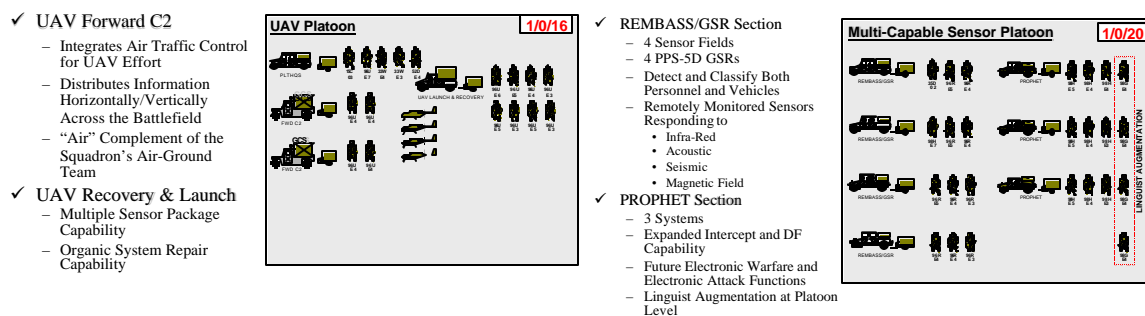 ✓ UAV Forward C2
– Integrates Air Traffic Control
for UAV Effort
– Distributes Information
Horizontally/Vertically
Across the Battlefield
– “Air” Complement of the
Squadron’s Air-Ground
Team
✓ UAV Recovery & Launch
– Multiple Sensor Package
Capability
– Organic System Repair
Capability
UAV Platoon 1/0/16
PLT HQS
UAV LAUNCH & RECOVERY
FWD C2
GCS
FWD C2
✓ REMBASS/GSR Section
– 4 Sensor Fields
– 4 PPS-5D GSRs
– Detect and Classify Both
Personnel and Vehicles
– Remotely Monitored Sensors
Responding to
• Infra-Red
• Acoustic
• Seismic
• Magnetic Field
✓ PROPHET Section
– 3 Systems
– Expanded Intercept and DF
Capability
– Future Electronic Warfare and
Electronic Attack Functions
– Linguist Augmentation at Platoon
Level
Multi-Capable Sensor Platoon 1/0/20
REMBASS/GSR
PROPHET
REMBASS/GSR
PROPHET
REMBASS/GSR
PROPHET
REMBASS/GSR
LINGUIST AUGMENTATION